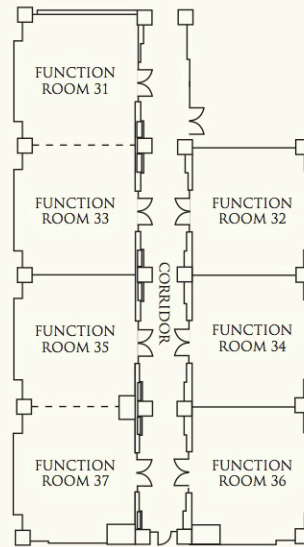 FUNCTION
ROOM 31
FUNCTION
ROOM 33
FUNCTION
ROOM 32
CORRIDOR
FUNCTION
ROOM 35
FUNCTION
ROOM 34
FUNCTION
ROOM 37
FUNCTION
ROOM 36